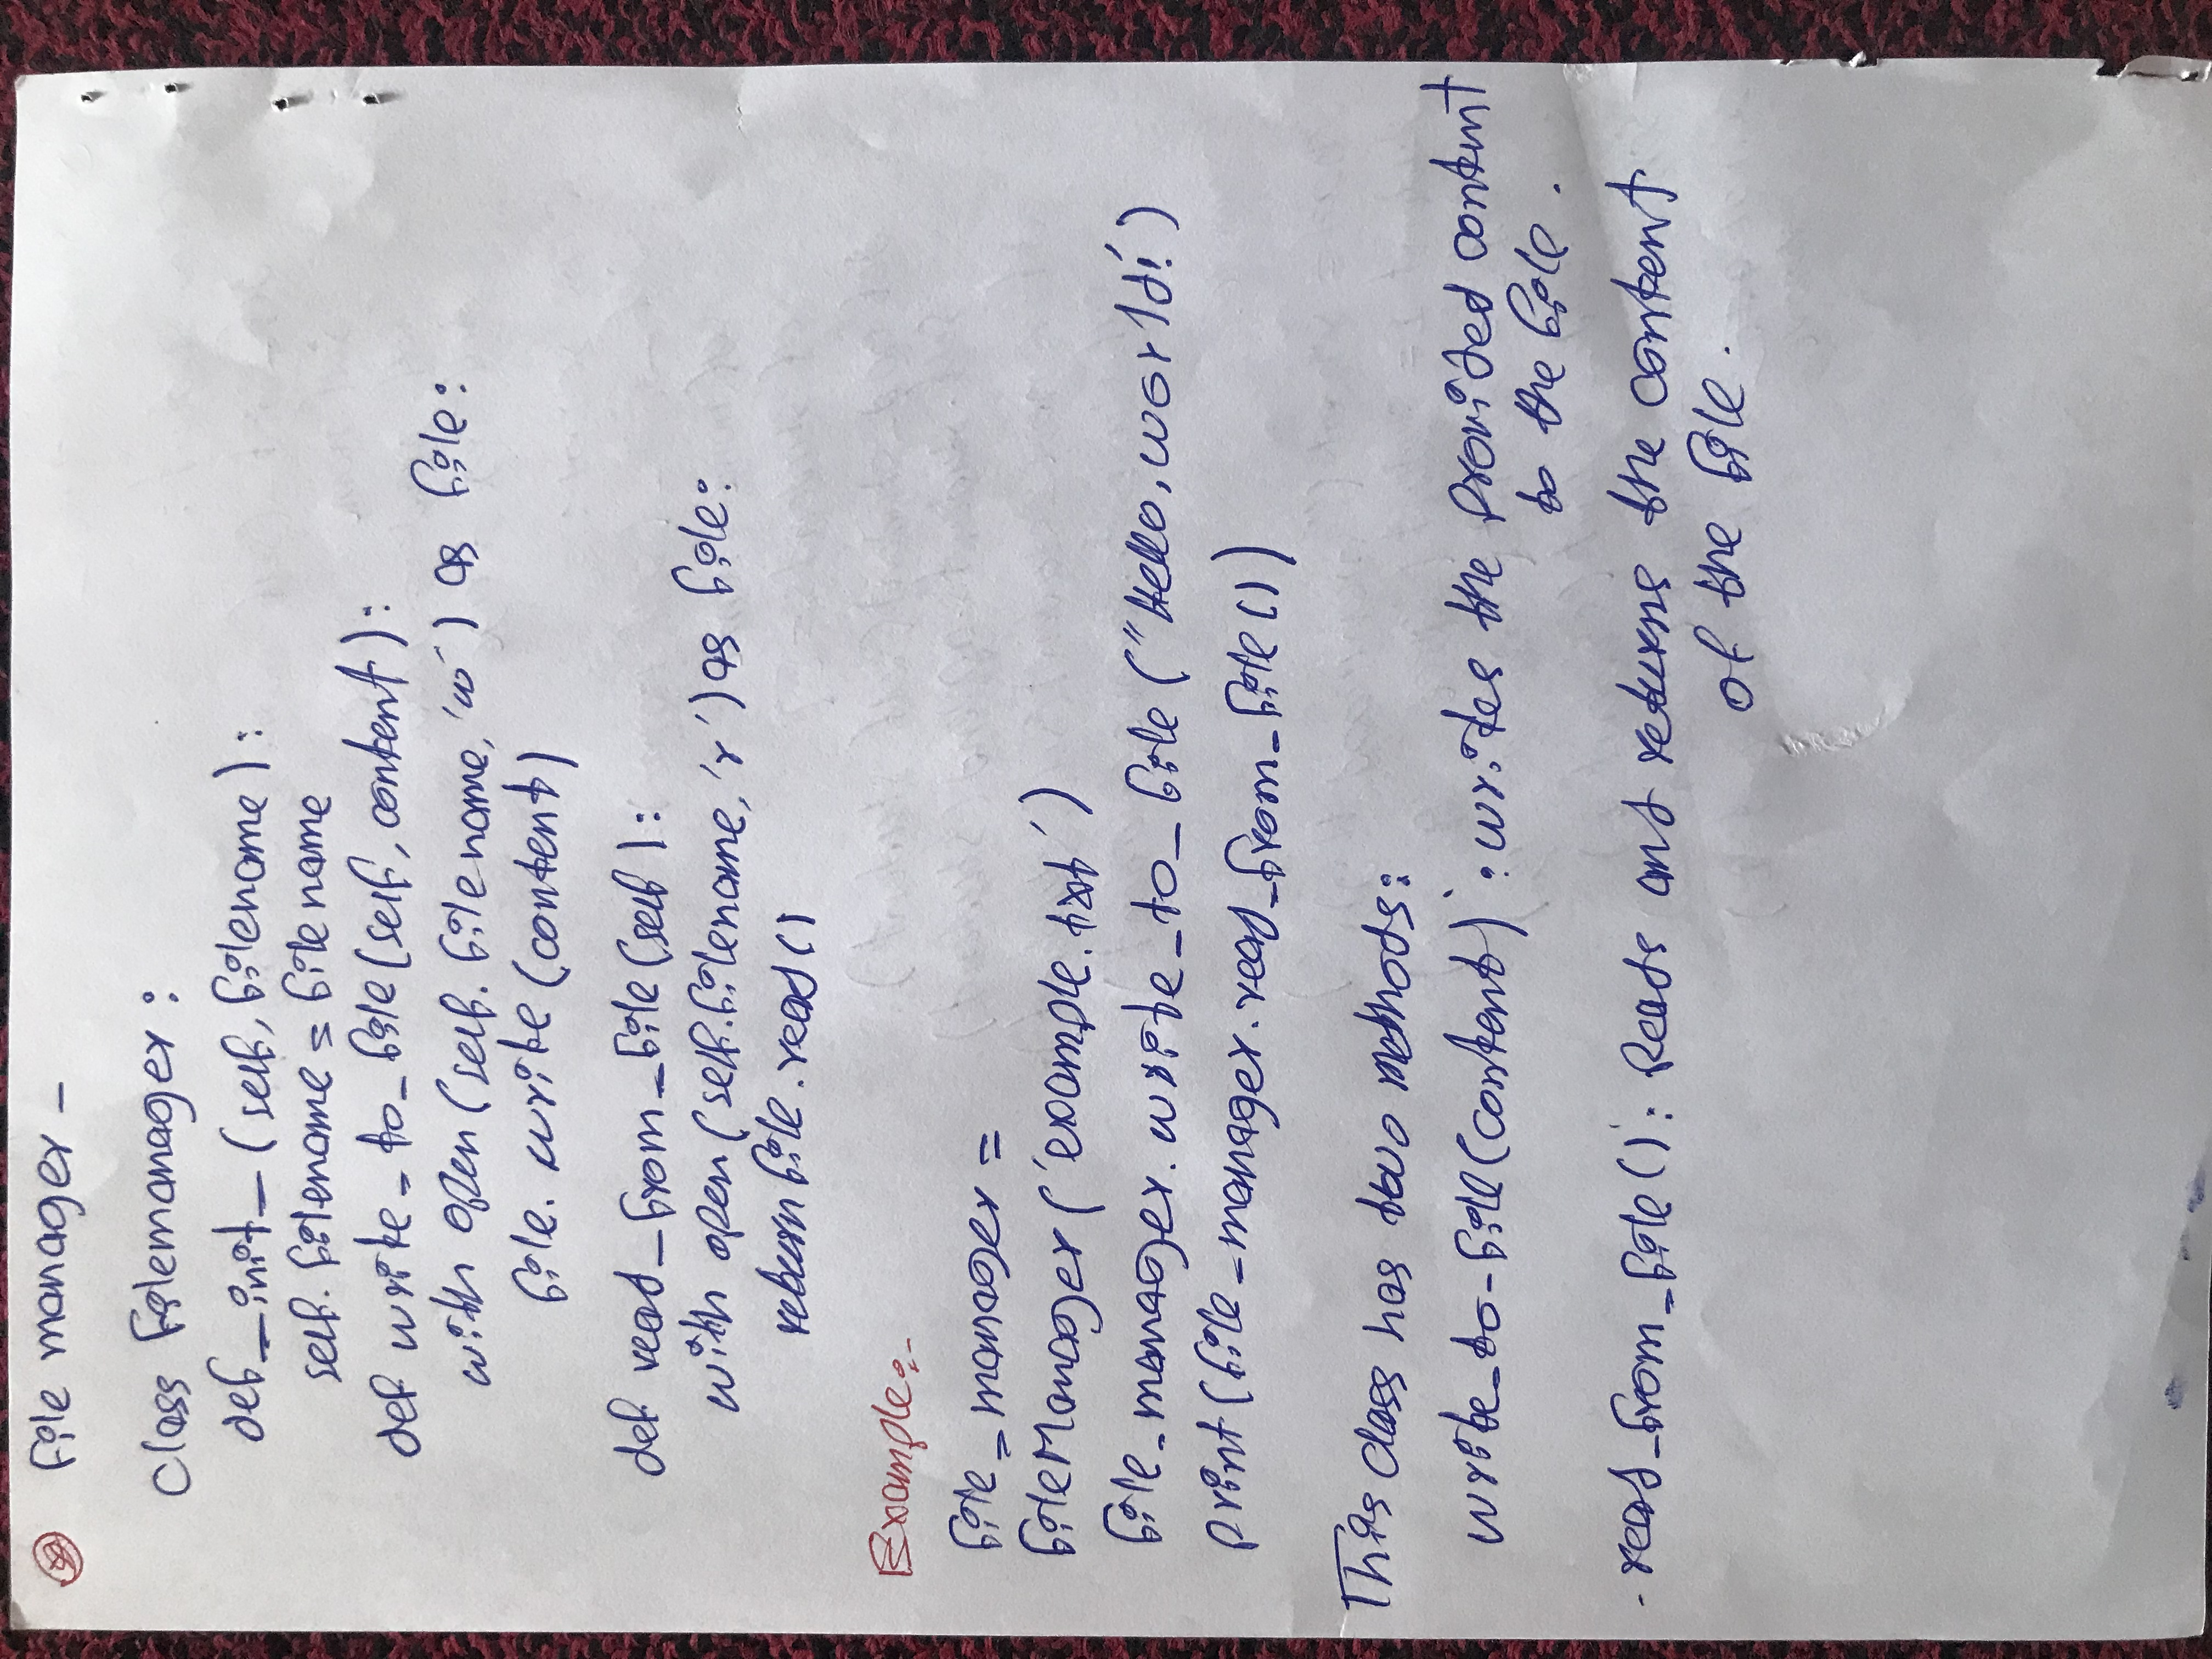 File manager -
class Filemanager :
def_init_(self, filename) :
self. filename = file name
def write_to_file(self, content) :
with open (self. file name, 'w') as file :
file. write (content)
def read_from_file (self) :
with open (self.filename, 'r') as file :
return file. read ()
Example:-
file_manager =
fileManager ('example.txt')
file_manager. write_to_file ("Hello, world!')
print (file_manager. read_from_file ())
This class has two methods :
write_to-file (content) : writes the provided content
to the file .
- read_from_file () : Reads and returns the content
of the file .